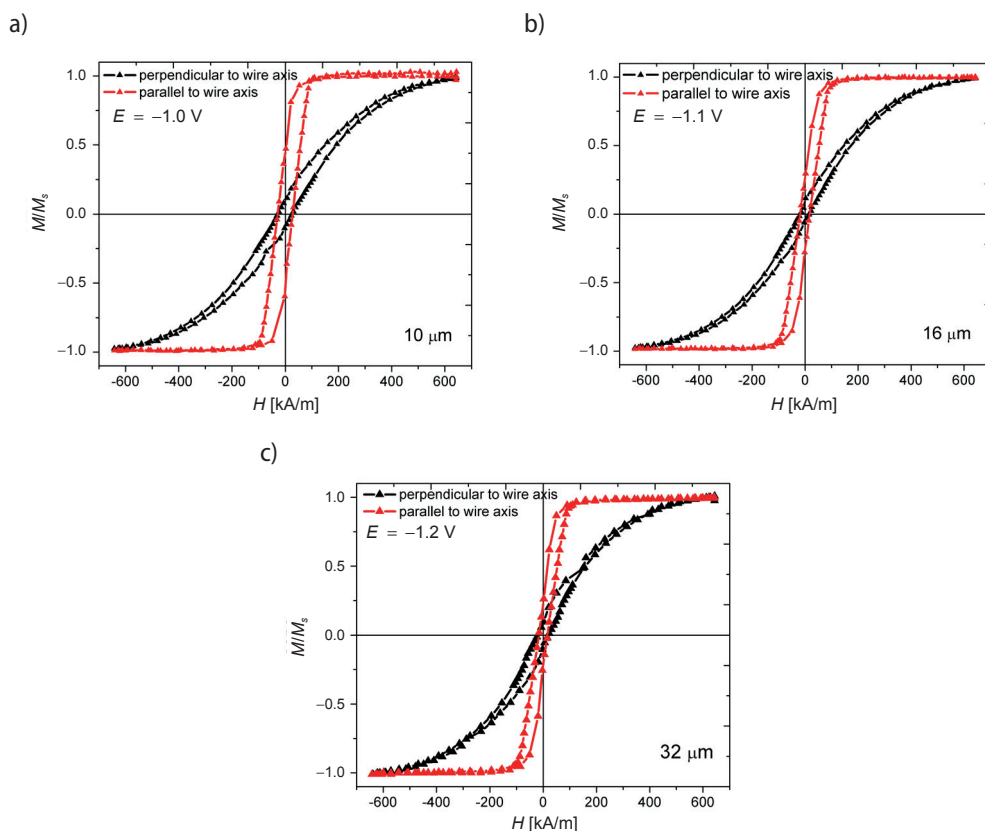 a)
perpendicular to wire axis
parallel to wire axis
E = −1.0 V
1.0
0.5
0.0
−0.5
−1.0
M/Ms
10 μm
-600 -400 -200 0 200 400 600
H [kA/m]
b)
perpendicular to wire axis
parallel to wire axis
E = −1.1 V
1.0
0.5
0.0
−0.5
−1.0
M/Ms
16 μm
-600 -400 -200 0 200 400 600
H [kA/m]
c)
perpendicular to wire axis
parallel to wire axis
E = −1.2 V
1.0
0.5
0.0
−0.5
−1.0
M/Ms
32 μm
-600 -400 -200 0 200 400 600
H [kA/m]